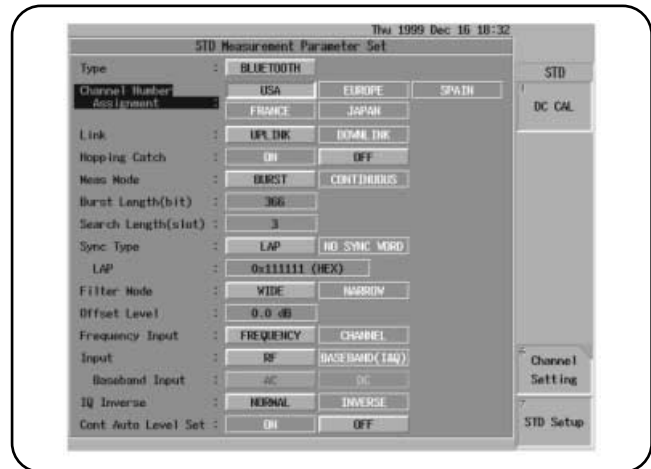 Thu 1999 Dec 16 18:32
STD Measurement Parameter Set
Type : BLUETOOTH
Channel Number Assignment : USA EUROPE SPAIN
FRANCE JAPAN
Link : UPLINK DOWNLINK
Hopping Catch : ON OFF
Meas Mode : BURST CONTINUOUS
Burst Length(bit) : 366
Search Length(slot) : 3
Sync Type : LAP NO SYNC WORD
LAP : 0x111111 (HEX)
Filter Mode : WIDE NARROW
Offset Level : 0.0 dB
Frequency Input : FREQUENCY CHANNEL
Input : RF BASEBAND(I&Q)
Baseband Input : AC DC
IQ Inverse : NORMAL INVERSE
Cont Auto Level Set : ON OFF
STD
1
DC CAL
Channel
Setting
7
STD Setup